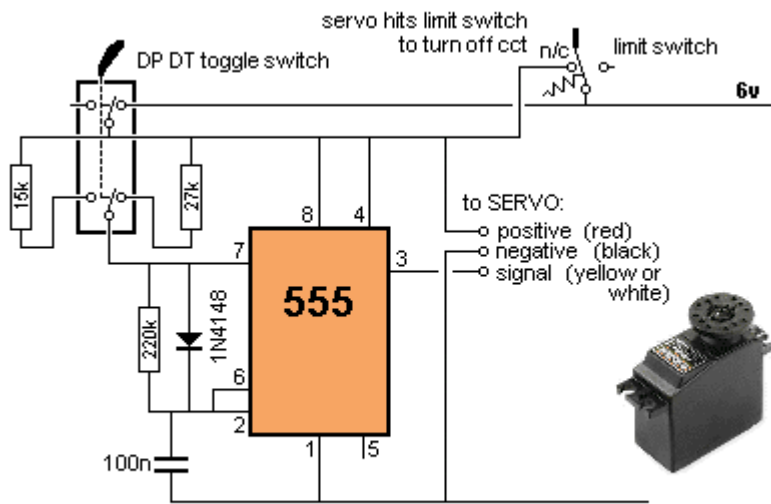 servo hits limit switch
to turn off cct
n/c
limit switch
DP DT toggle switch
6v
15k
27k
to SERVO:
positive (red)
negative (black)
signal (yellow or
white)
8
4
7
3
555
220k
1N4148
6
2
1
5
100n